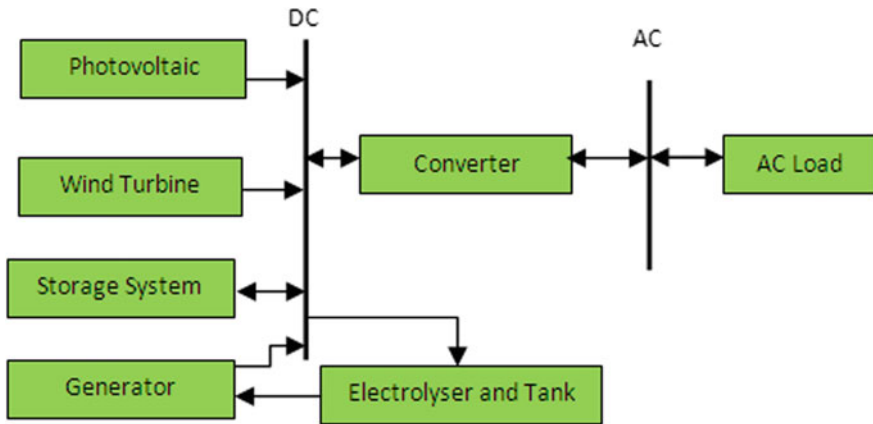 DC
AC
Photovoltaic
Converter
AC Load
Wind Turbine
Storage System
Generator
Electrolyser and Tank